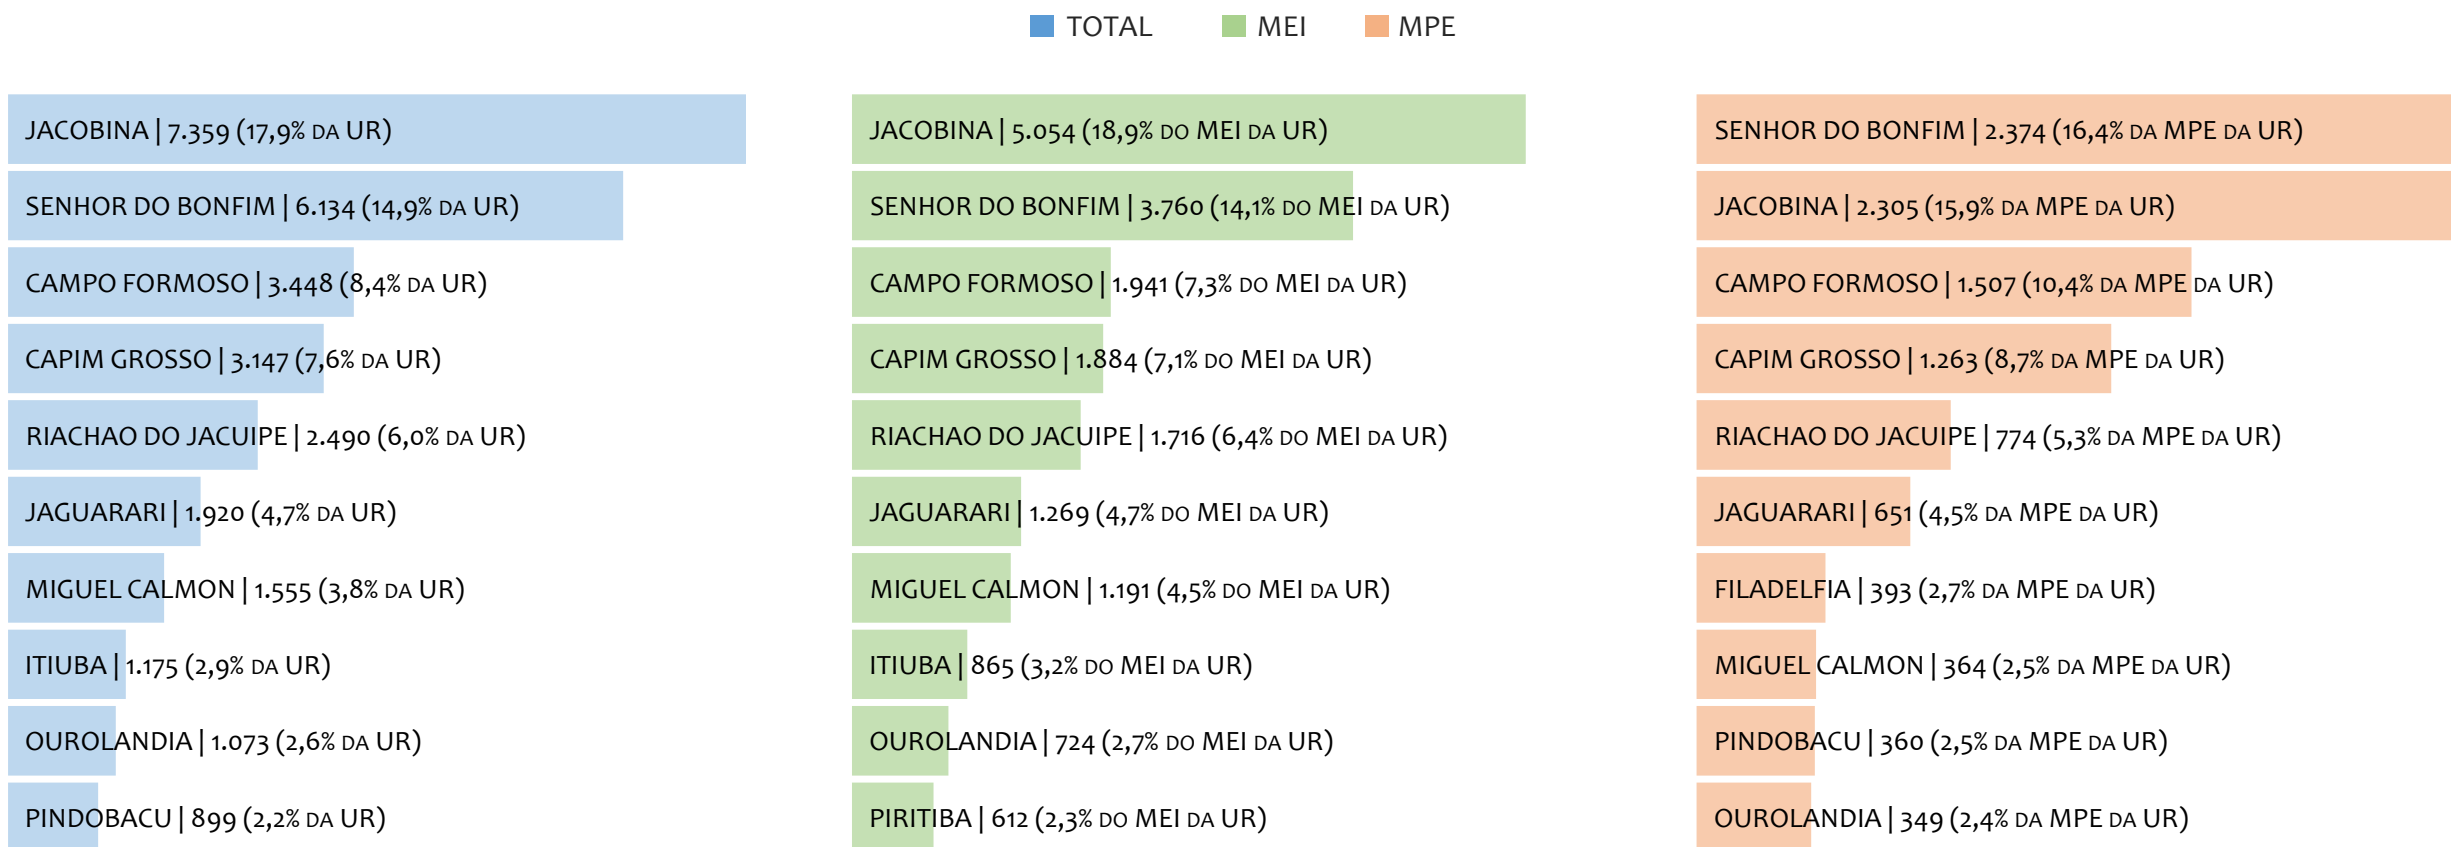 TOTAL MEI MPE
JACOBINA | 7.359 (17,9% DA UR)
SENHOR DO BONFIM | 6.134 (14,9% DA UR)
CAMPO FORMOSO | 3.448 (8,4% DA UR)
CAPIM GROSSO | 3.147 (7,6% DA UR)
RIACHAO DO JACUIPE | 2.490 (6,0% DA UR)
JAGUARARI | 1.920 (4,7% DA UR)
MIGUEL CALMON | 1.555 (3,8% DA UR)
ITIUBA | 1.175 (2,9% DA UR)
OUROLANDIA | 1.073 (2,6% DA UR)
PINDOBACU | 899 (2,2% DA UR)
JACOBINA | 5.054 (18,9% DO MEI DA UR)
SENHOR DO BONFIM | 3.760 (14,1% DO MEI DA UR)
CAMPO FORMOSO | 1.941 (7,3% DO MEI DA UR)
CAPIM GROSSO | 1.884 (7,1% DO MEI DA UR)
RIACHAO DO JACUIPE | 1.716 (6,4% DO MEI DA UR)
JAGUARARI | 1.269 (4,7% DO MEI DA UR)
MIGUEL CALMON | 1.191 (4,5% DO MEI DA UR)
ITIUBA | 865 (3,2% DO MEI DA UR)
OUROLANDIA | 724 (2,7% DO MEI DA UR)
PIRITIBA | 612 (2,3% DO MEI DA UR)
SENHOR DO BONFIM | 2.374 (16,4% DA MPE DA UR)
JACOBINA | 2.305 (15,9% DA MPE DA UR)
CAMPO FORMOSO | 1.507 (10,4% DA MPE DA UR)
CAPIM GROSSO | 1.263 (8,7% DA MPE DA UR)
RIACHAO DO JACUIPE | 774 (5,3% DA MPE DA UR)
JAGUARARI | 651 (4,5% DA MPE DA UR)
FILADELFIA | 393 (2,7% DA MPE DA UR)
MIGUEL CALMON | 364 (2,5% DA MPE DA UR)
PINDOBACU | 360 (2,5% DA MPE DA UR)
OUROLANDIA | 349 (2,4% DA MPE DA UR)